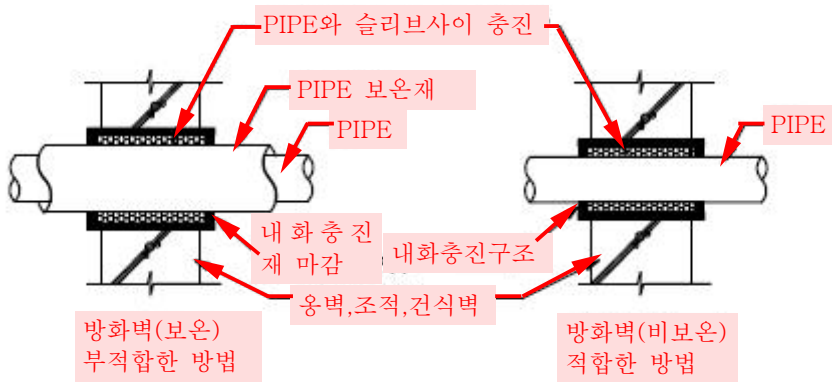 PIPE와 슬리브사이 충진
PIPE 보온재
PIPE
PIPE
내 화 충 진
재 마감
내화충진구조
옹벽,조적,건식벽
방화벽(보온)
부적합한 방법
방화벽(비보온)
적합한 방법